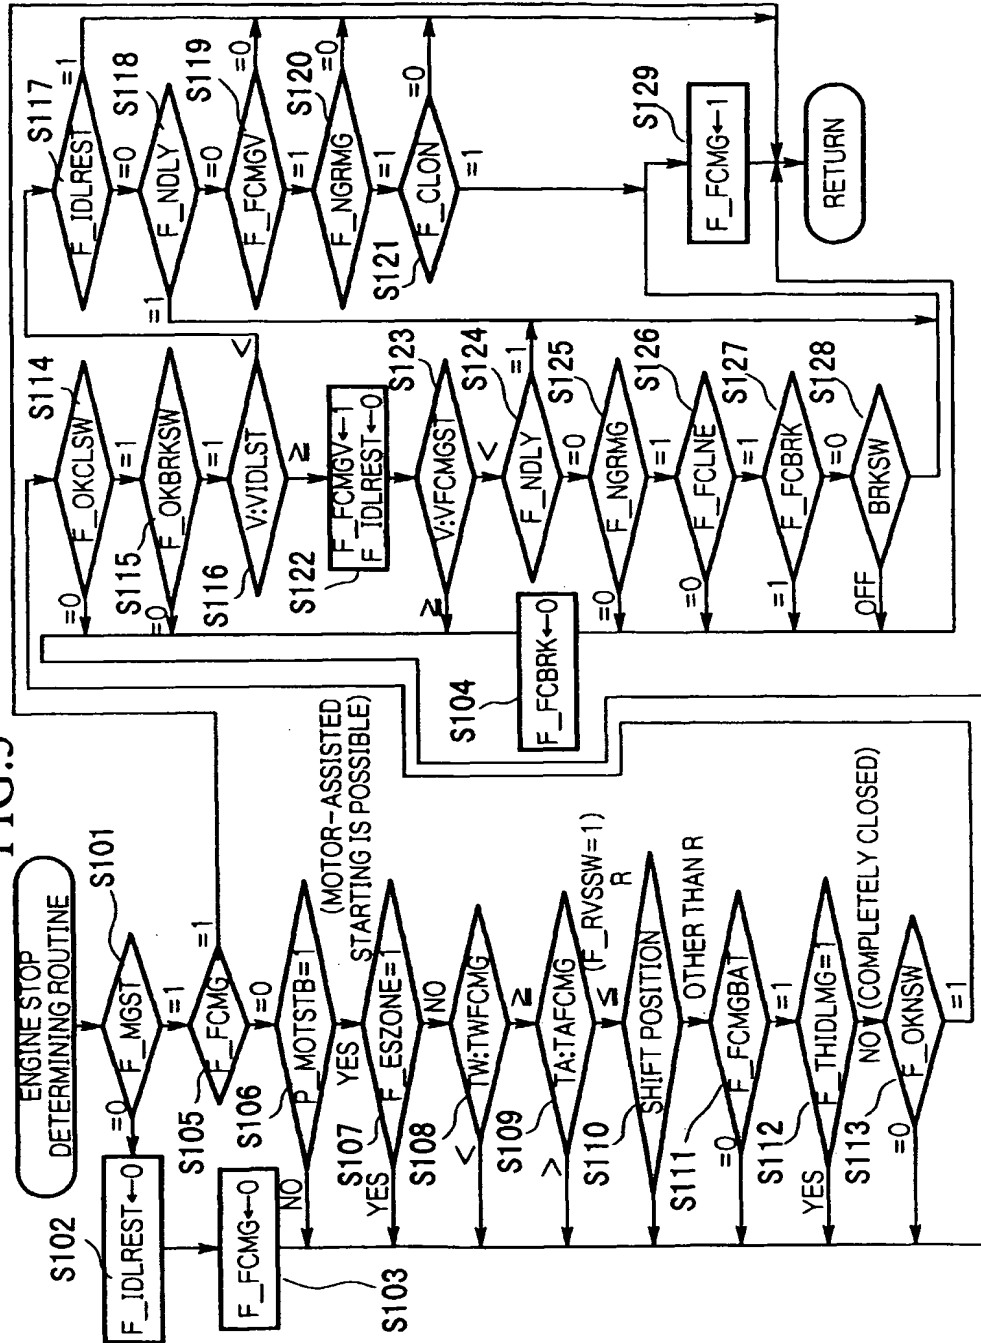 FIG.5
ENGINE STOP
DETERMINING ROUTINE
S101
F_MGST
=0
=1
S102
F_IDLREST←0
S103
F_FCMG←0
S105
F_FCMG
=1
=0
S106
P_MOTSTB=1
NO
YES
(MOTOR-ASSISTED
STARTING IS POSSIBLE)
S107
F_ESZONE=1
YES
NO
S108
TW:TWFCMG
<
≥
S109
TA:TAFCMG
>
≤
(F_RVSSW=1)
S110
SHIFT POSITION
R
OTHER THAN R
S111
F_FCMGBAT
=0
=1
S112
F_THIDLMG=1
YES
NO (COMPLETELY CLOSED)
S113
F_OKNSW
=0
=1
S104
F_FCBRK←0
S114
F_OKCLSW
=0
=1
S115
F_OKBRKSW
=0
=1
S116
V:VIDLST
<
≥
S122
F_FCMGV←1
F_IDLREST←0
S123
V:VFCMGST
≥
<
S124
F_NDLY
=1
=0
S125
F_NGRMG
=0
=1
S126
F_FCLNE
=0
=1
S127
F_FCBRK
=1
=0
S128
BRKSW
OFF
S117
F_IDLREST
=1
=0
S118
F_NDLY
=1
=0
S119
F_FCMGV
=0
=1
S120
F_NGRMG
=0
=1
S121
F_CLON
=0
=1
S129
F_FCMG←1
RETURN